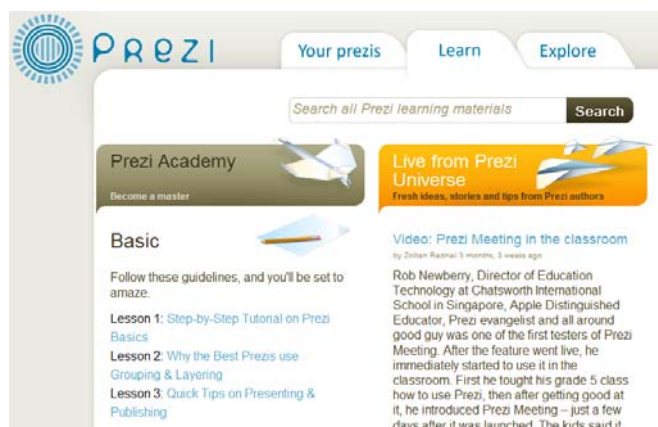 PREZI
Your prezis
Learn
Explore
Search all Prezi learning materials
Search
Prezi Academy
Become a master
Basic
Follow these guidelines, and you'll be set to
amaze.
Lesson 1: Step-by-Step Tutorial on Prezi
Basics
Lesson 2: Why the Best Prezis use
Grouping & Layering
Lesson 3: Quick Tips on Presenting &
Publishing
Live from Prezi
Universe
Fresh ideas, stories and tips from Prezi authors
Video: Prezi Meeting in the classroom
by Zoltan Radnai 3 months, 3 weeks ago
Rob Newberry, Director of Education
Technology at Chatsworth International
School in Singapore, Apple Distinguished
Educator, Prezi evangelist and all around
good guy was one of the first testers of Prezi
Meeting. After the feature went live, he
immediately started to use it in the
classroom. First he tought his grade 5 class
how to use Prezi, then after getting good at
it, he introduced Prezi Meeting – just a few
days after it was launched. The kids said it